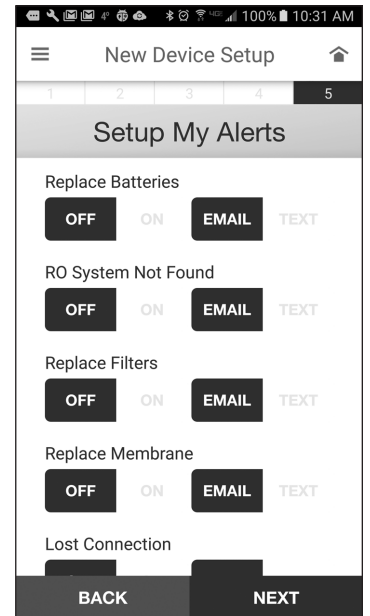 4° 4G 100% 10:31 AM
New Device Setup
1 2 3 4 5
Setup My Alerts
Replace Batteries
OFF ON EMAIL TEXT
RO System Not Found
OFF ON EMAIL TEXT
Replace Filters
OFF ON EMAIL TEXT
Replace Membrane
OFF ON EMAIL TEXT
Lost Connection
BACK NEXT